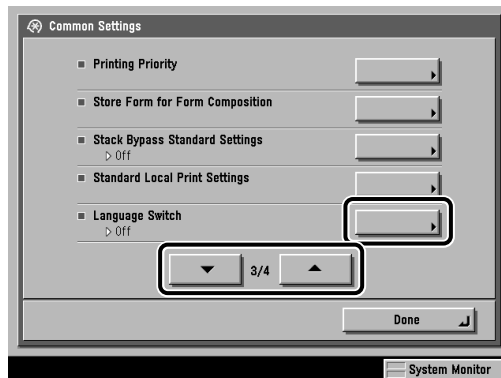 Common Settings
Printing Priority
Store Form for Form Composition
Stack Bypass Standard Settings
Off
Standard Local Print Settings
Language Switch
Off
3/4
Done
System Monitor